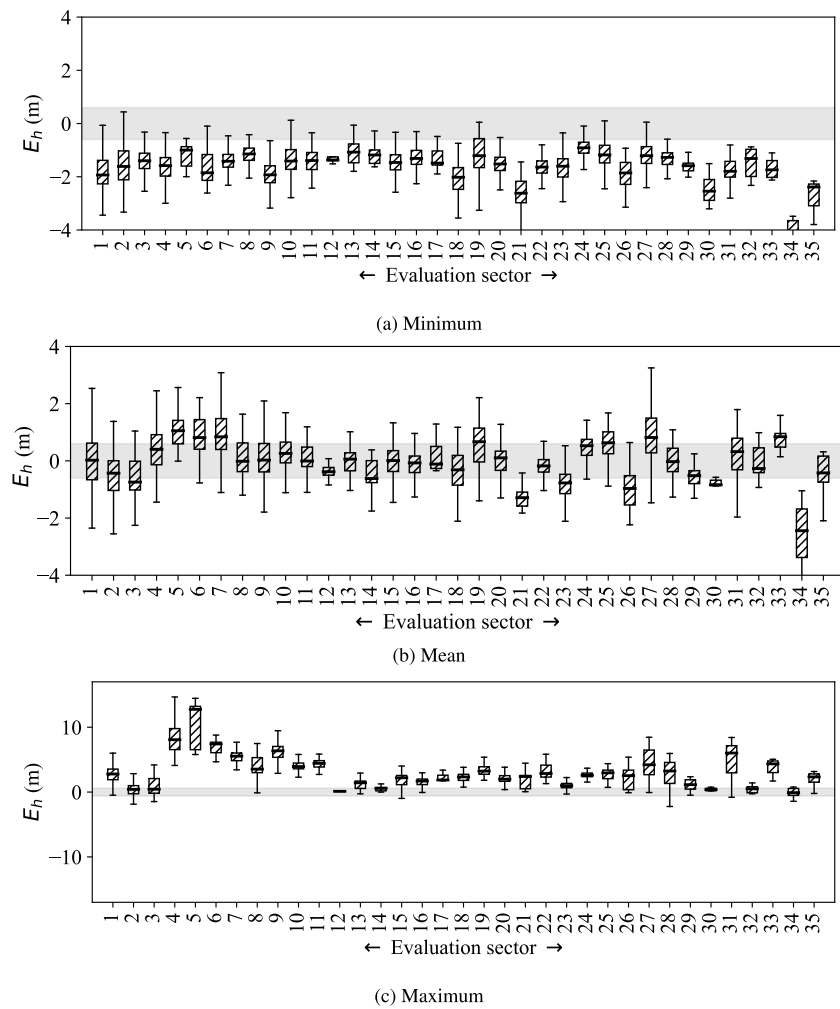 4
2
0
−2
−4
E_h (m)
1 2 3 4 5 6 7 8 9 10 11 12 13 14 15 16 17 18 19 20 21 22 23 24 25 26 27 28 29 30 31 32 33 34 35
← Evaluation sector →
(a) Minimum
4
2
0
−2
−4
E_h (m)
1 2 3 4 5 6 7 8 9 10 11 12 13 14 15 16 17 18 19 20 21 22 23 24 25 26 27 28 29 30 31 32 33 34 35
← Evaluation sector →
(b) Mean
10
0
−10
E_h (m)
1 2 3 4 5 6 7 8 9 10 11 12 13 14 15 16 17 18 19 20 21 22 23 24 25 26 27 28 29 30 31 32 33 34 35
← Evaluation sector →
(c) Maximum